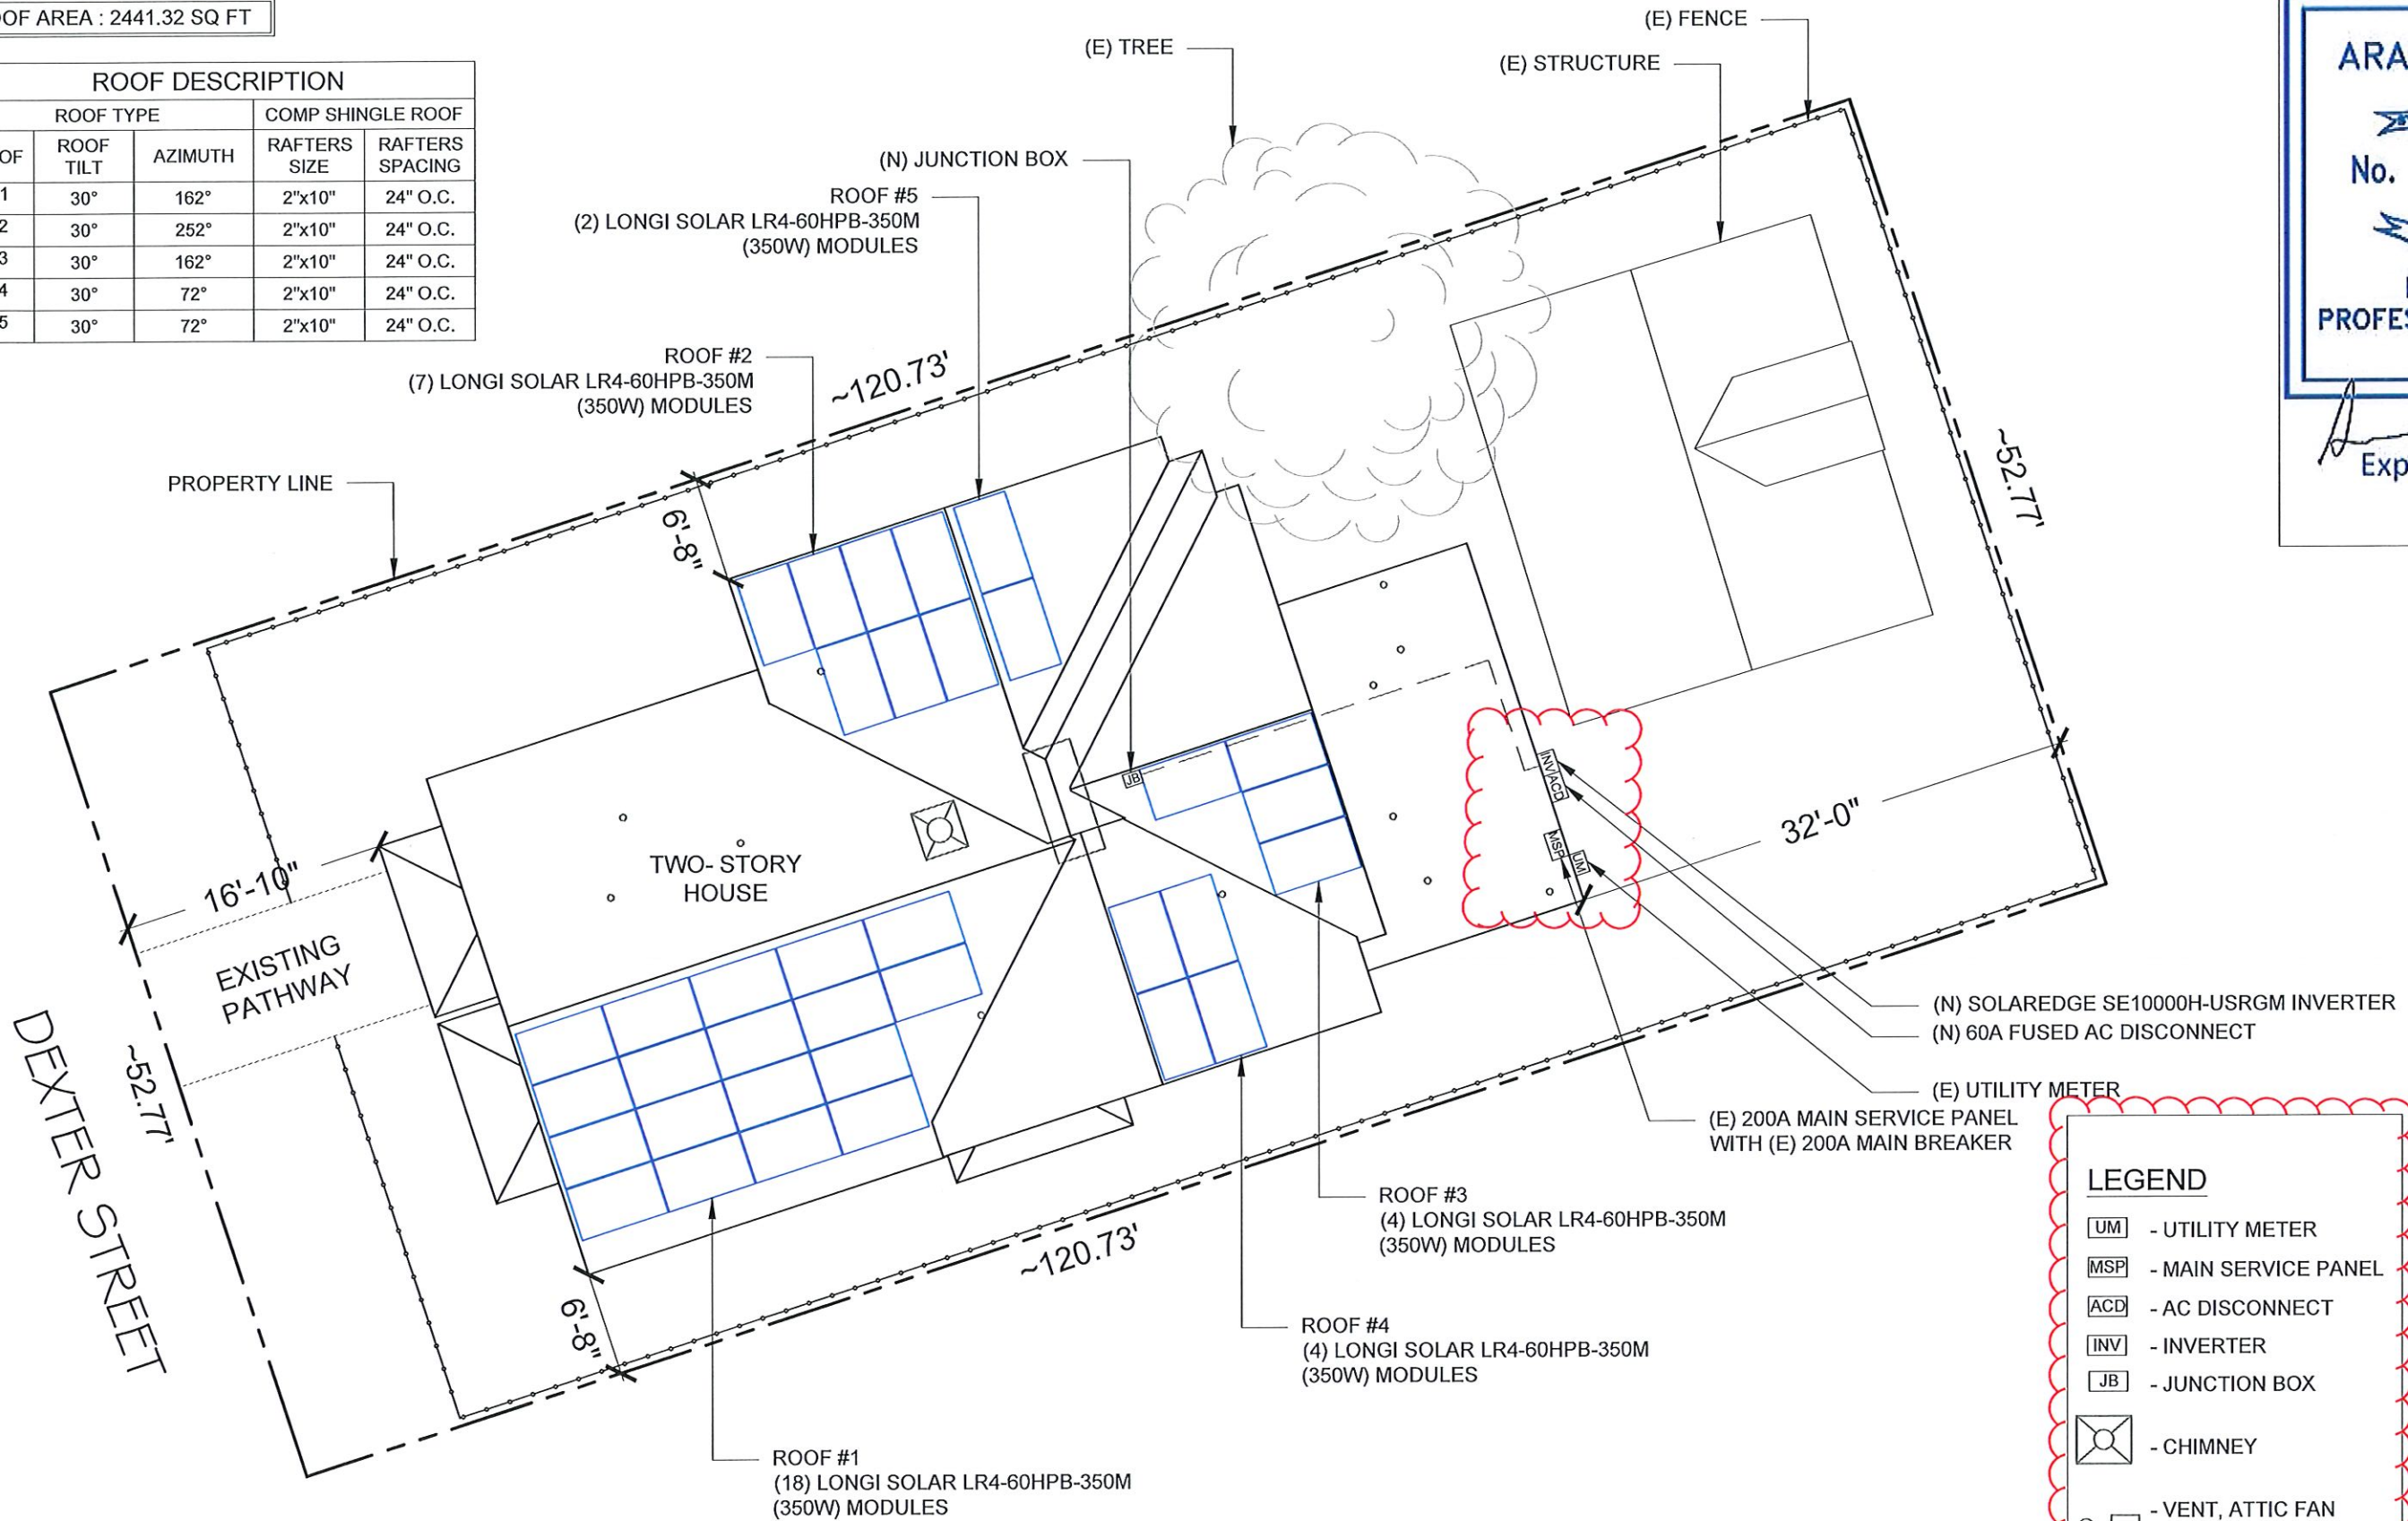 OF AREA : 2441.32 SQ FT
ROOF DESCRIPTION
ROOF TYPE COMP SHINGLE ROOF
OF ROOF TILT AZIMUTH RAFTERS SIZE RAFTERS SPACING
1 30° 162° 2"x10" 24" O.C.
2 30° 252° 2"x10" 24" O.C.
3 30° 162° 2"x10" 24" O.C.
4 30° 72° 2"x10" 24" O.C.
5 30° 72° 2"x10" 24" O.C.
(E) FENCE
(E) TREE
(E) STRUCTURE
(N) JUNCTION BOX
ROOF #5
(2) LONGI SOLAR LR4-60HPB-350M
(350W) MODULES
ROOF #2
(7) LONGI SOLAR LR4-60HPB-350M
(350W) MODULES
~120.73'
PROPERTY LINE
6'-8"
~52.77'
JB
INV
ACD
MSP
UM
32'-0"
TWO- STORY
HOUSE
16'-10"
EXISTING
PATHWAY
DEXTER STREET
~52.77'
(N) SOLAREDGE SE10000H-USRGM INVERTER
(N) 60A FUSED AC DISCONNECT
(E) UTILITY METER
(E) 200A MAIN SERVICE PANEL
WITH (E) 200A MAIN BREAKER
ROOF #3
(4) LONGI SOLAR LR4-60HPB-350M
(350W) MODULES
~120.73'
6'-8"
ROOF #4
(4) LONGI SOLAR LR4-60HPB-350M
(350W) MODULES
ROOF #1
(18) LONGI SOLAR LR4-60HPB-350M
(350W) MODULES
LEGEND
UM - UTILITY METER
MSP - MAIN SERVICE PANEL
ACD - AC DISCONNECT
INV - INVERTER
JB - JUNCTION BOX
- CHIMNEY
- VENT, ATTIC FAN
ARA
No.
PROFES
Exp